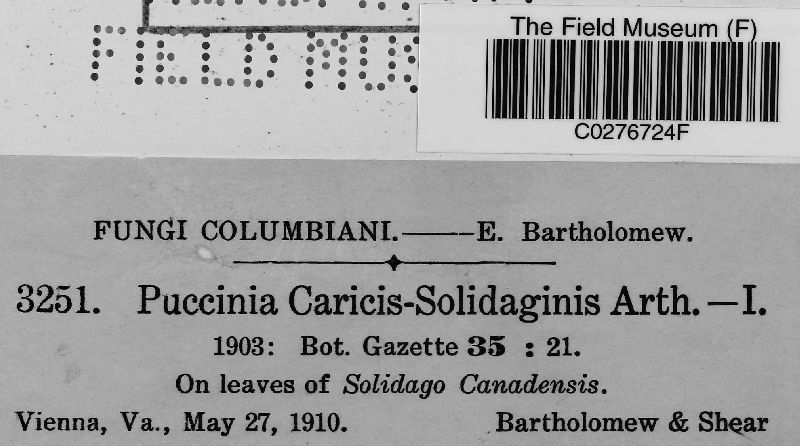 The Field Museum (F)
FIELD MUS
C0276724F
FUNGI COLUMBIANI.——E. Bartholomew.
3251. Puccinia Caricis-Solidaginis Arth.—I.
1903: Bot. Gazette 35 : 21.
On leaves of Solidago Canadensis.
Vienna, Va., May 27, 1910. Bartholomew & Shear